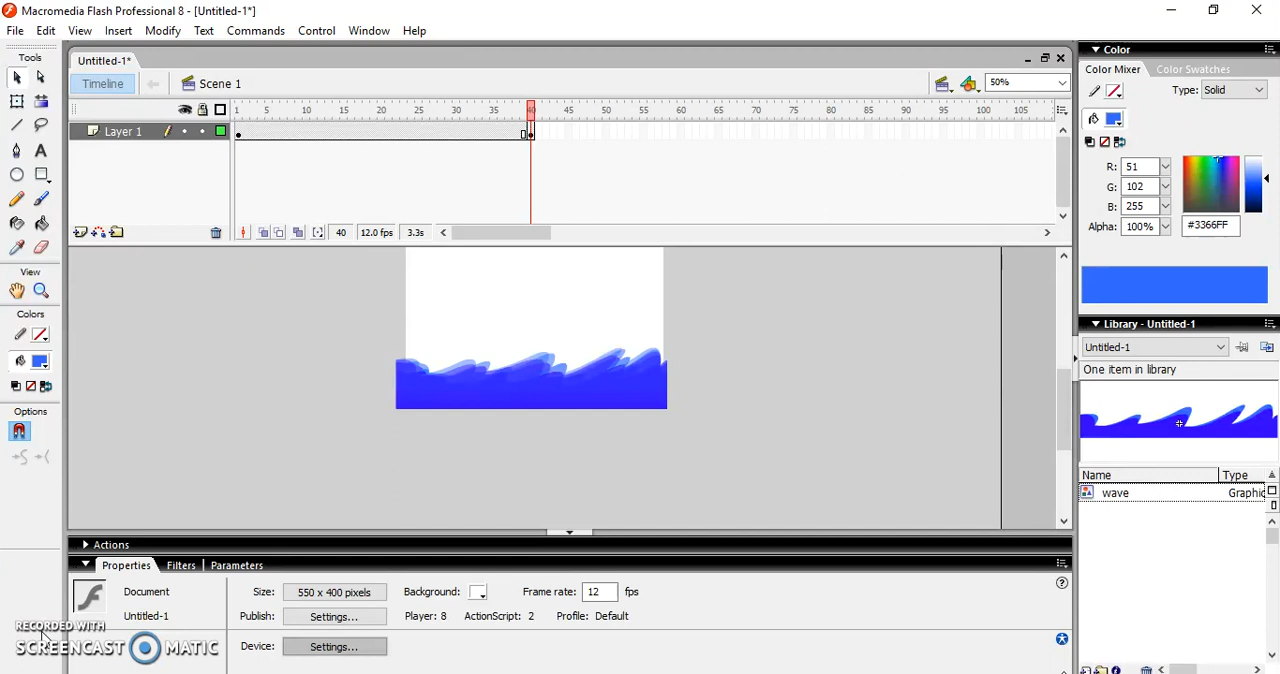 Macromedia Flash Professional 8 - [Untitled-1*]
File Edit View Insert Modify Text Commands Control Window Help
Tools
View
Colors
Options
Untitled-1*
Timeline
Scene 1
50%
1 5 10 15 20 25 30 35 40 45 50 55 60 65 70 75 80 85 90 95 100 105
Layer 1
40 12.0 fps 3.3s
Color
Color Mixer Color Swatches
Type: Solid
R: 51
G: 102
B: 255
Alpha: 100% #3366FF
Library - Untitled-1
Untitled-1
One item in library
Name Type
wave Graphic
Actions
Properties Filters Parameters
Document
Untitled-1
Size: 550 x 400 pixels Background: Frame rate: 12 fps
Publish: Settings... Player: 8 ActionScript: 2 Profile: Default
Device: Settings...
RECORDED WITH
SCREENCAST MATIC